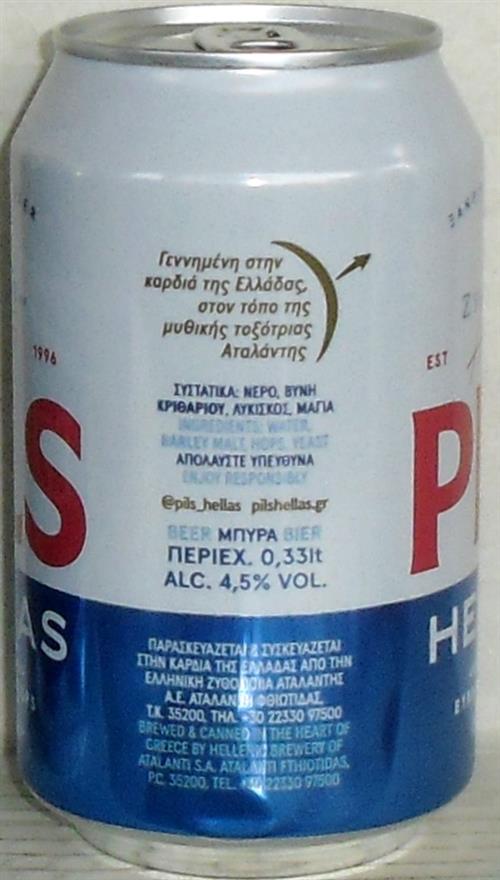 Γεννημένη στην
καρδιά της Ελλάδας,
στον τόπο της
μυθικής τοξότριας
Αταλάντης
1996
EST
S
P
ΣΥΣΤΑΤΙΚΑ: ΝΕΡΟ, ΒΥΝΗ
ΚΡΙΘΑΡΙΟΥ, ΛΥΚΙΣΚΟΣ, ΜΑΓΙΑ
INGREDIENTS: WATER,
BARLEY MALT, HOPS, YEAST
ΑΠΟΛΑΥΣΤΕ ΥΠΕΥΘΥΝΑ
ENJOY RESPONSIBLY
@pils_hellas pilshellas.gr
BEER ΜΠΥΡΑ BIER
ΠΕΡΙΕΧ. 0,33lt
ALC. 4,5% VOL.
AS
HE
ΠΑΡΑΣΚΕΥΑΖΕΤΑΙ & ΣΥΣΚΕΥΑΖΕΤΑΙ
ΣΤΗΝ ΚΑΡΔΙΑ ΤΗΣ ΕΛΛΑΔΑΣ ΑΠΟ ΤΗΝ
ΕΛΛΗΝΙΚΗ ΖΥΘΟΠΟΙΙΑ ΑΤΑΛΑΝΤΗΣ
Α.Ε. ΑΤΑΛΑΝΤΗ ΦΘΙΩΤΙΔΑΣ,
Τ.Κ. 35200, ΤΗΛ. +30 22330 97500
BREWED & CANNED IN THE HEART OF
GREECE BY HELLENIC BREWERY OF
ATALANTI S.A. ATALANTI FTHIOTIDAS,
P.C. 35200, TEL. +30 22330 97500